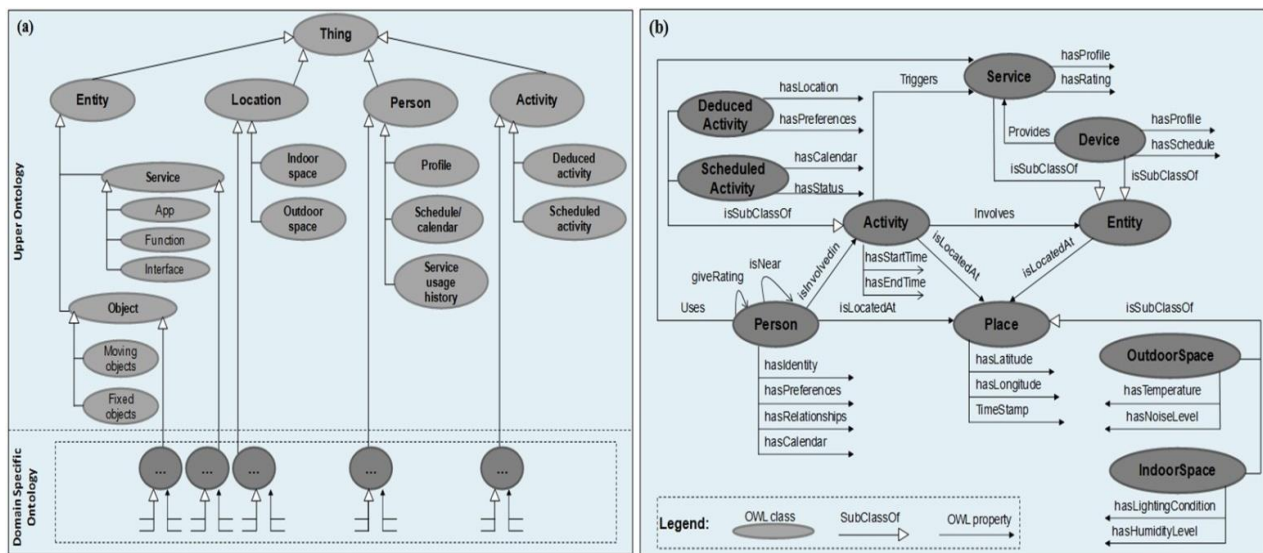 (a)
Thing
Entity
Location
Person
Activity
Indoor
space
Profile
Deduced
activity
Service
App
Outdoor
space
Schedule/
calendar
Scheduled
activity
Function
Interface
Service
usage
history
Object
Moving
objects
Fixed
objects
Upper Ontology
Domain Specific
Ontology
...
...
...
...
...
(b)
Service
hasProfile
hasRating
Triggers
Deduced
Activity
hasLocation
hasPreferences
Provides
Device
hasProfile
hasSchedule
Scheduled
Activity
hasCalendar
hasStatus
isSubClassOf
isSubClassOf
isSubClassOf
Activity
Involves
Entity
isInvolvedin
hasStartTime
hasEndTime
isLocatedAt
isLocatedAt
isNear
giveRating
Uses
Person
isLocatedAt
Place
isSubClassOf
hasIdentity
hasPreferences
hasRelationships
hasCalendar
hasLatitude
hasLongitude
TimeStamp
OutdoorSpace
hasTemperature
hasNoiseLevel
IndoorSpace
hasLightingCondition
hasHumidityLevel
Legend:
OWL class
SubClassOf
OWL property